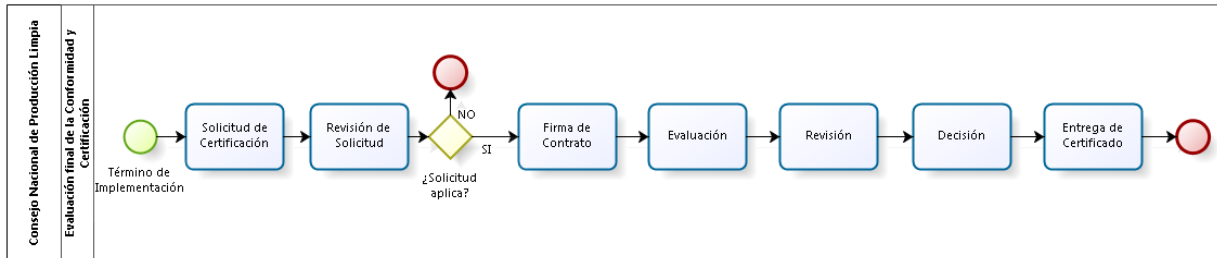 Consejo Nacional de Producción Limpia
Evaluación final de la Conformidad y
Certificación
Término de
Implementación
Solicitud de
Certificación
Revisión de
Solicitud
¿Solicitud
aplica?
NO
SI
Firma de
Contrato
Evaluación
Revisión
Decisión
Entrega de
Certificado